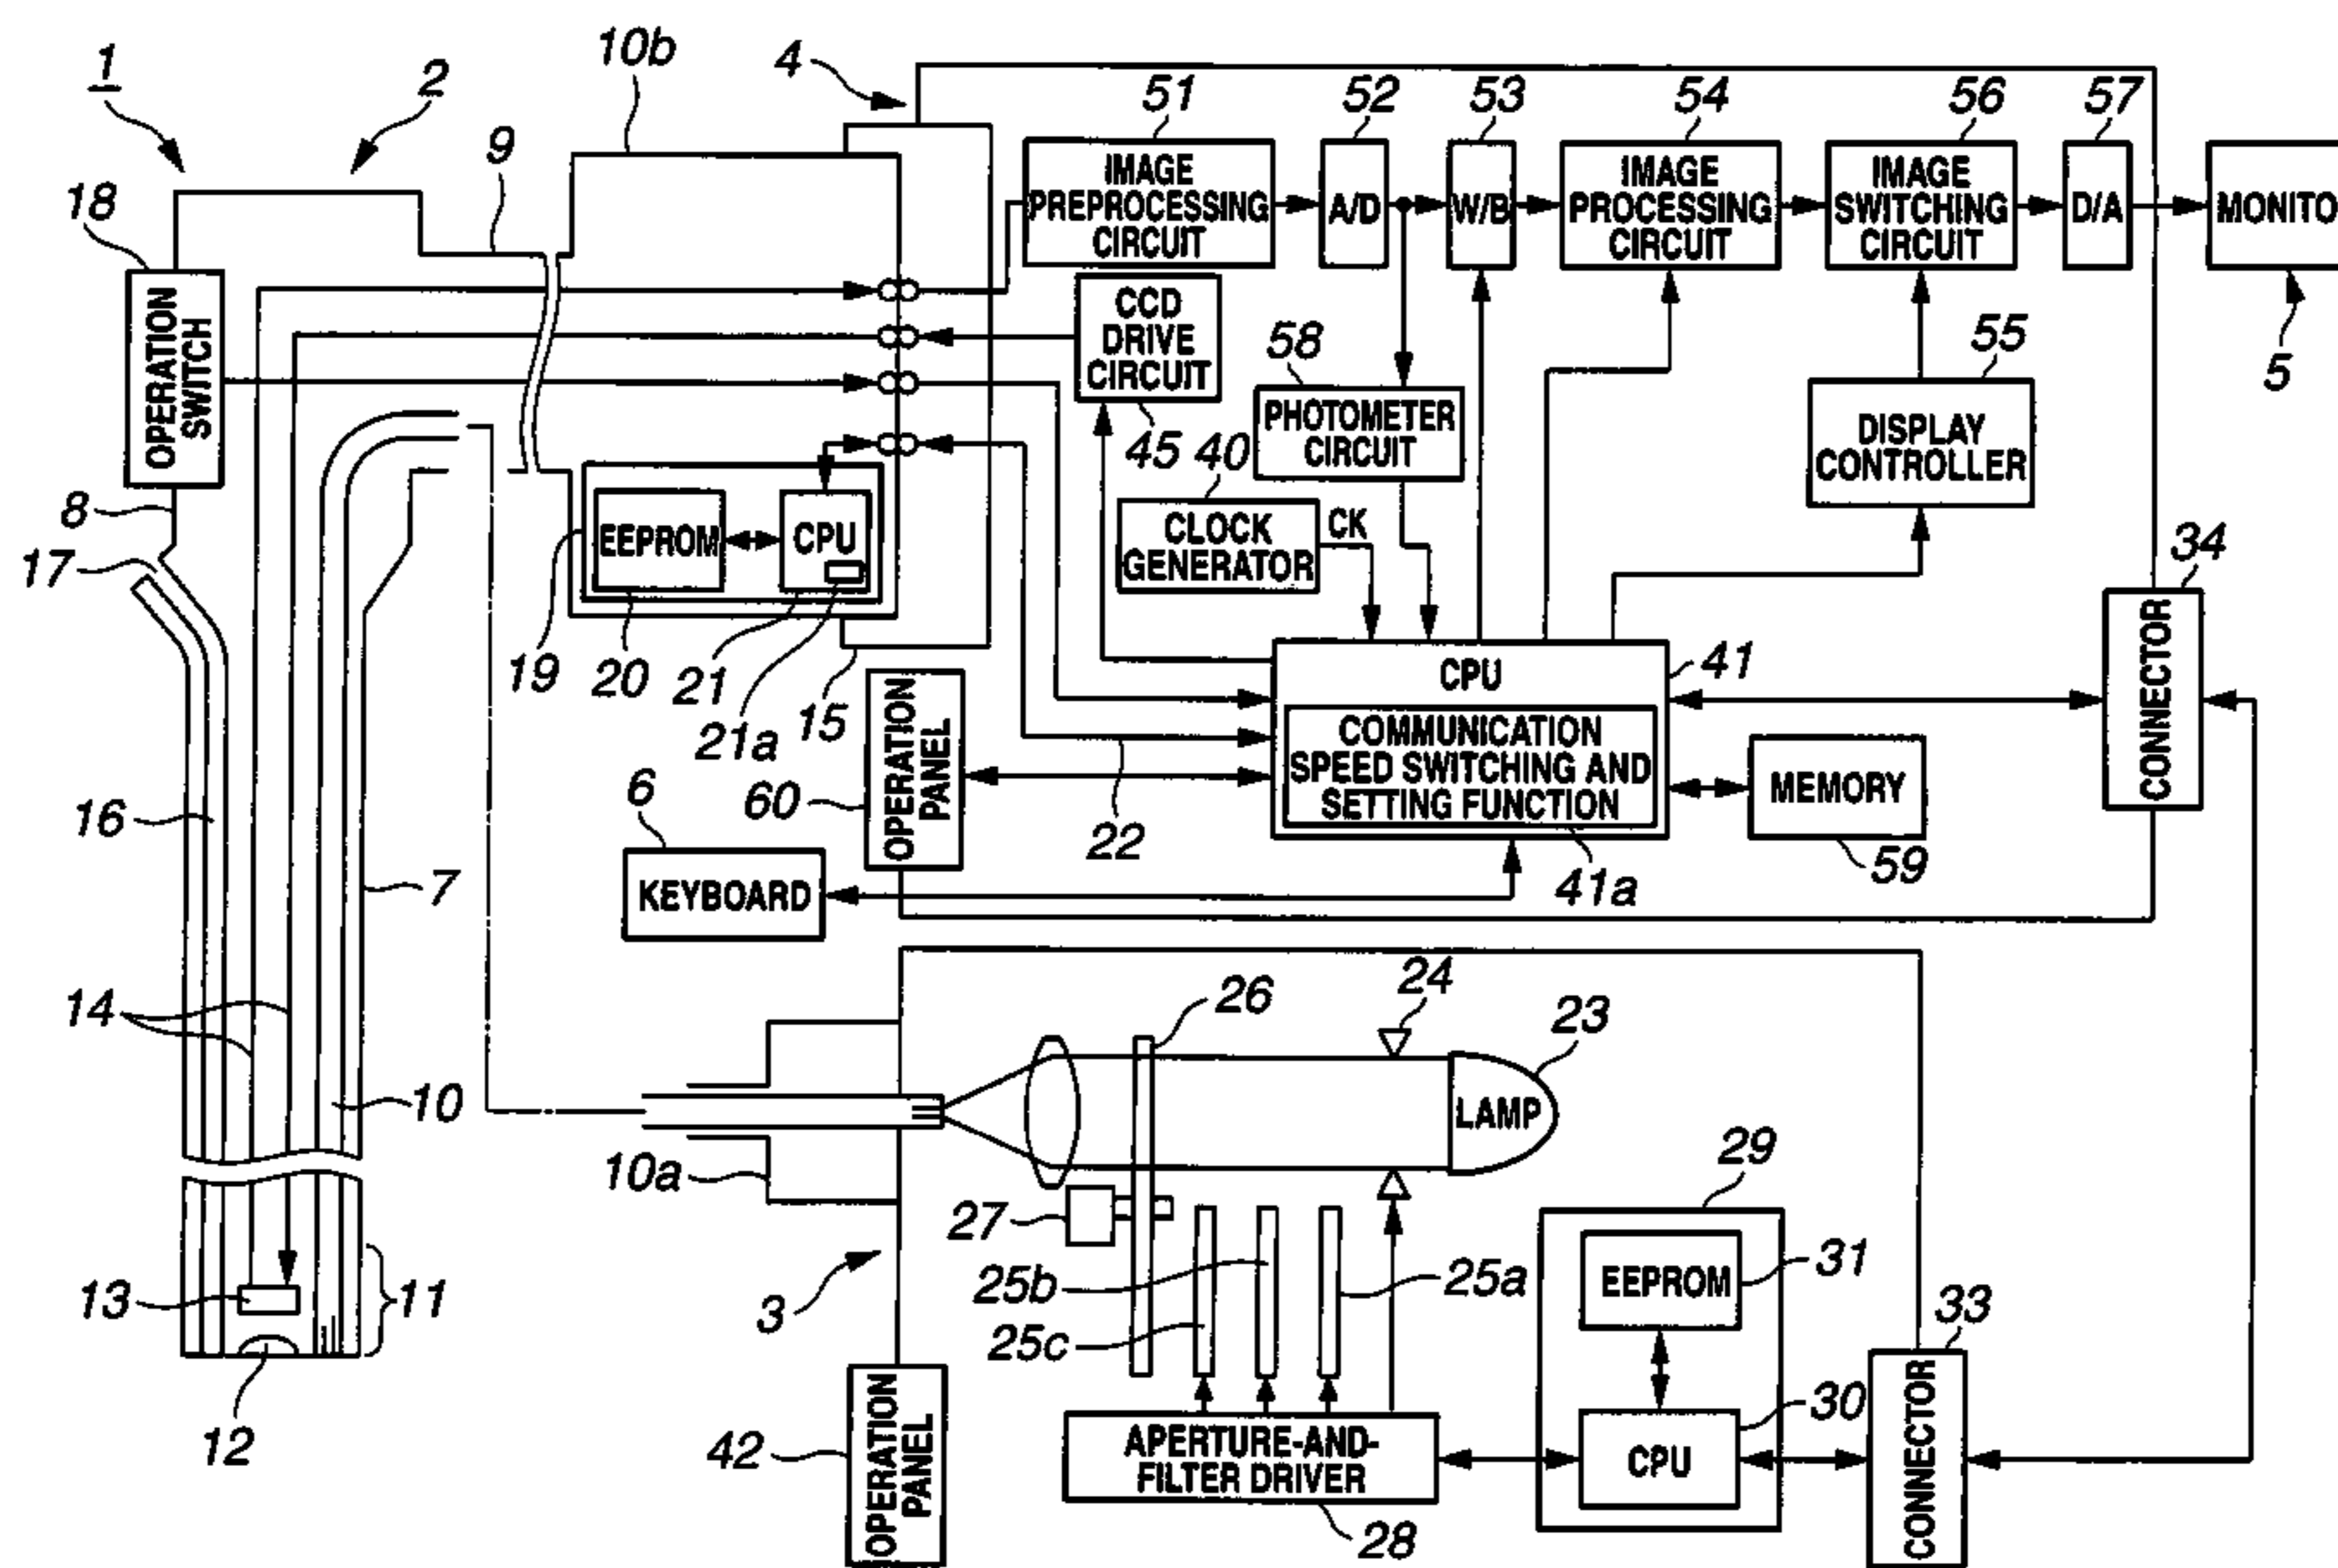 1
2
10b
4
51
52
53
54
56
57
9
18
IMAGE
PREPROCESSING
CIRCUIT
A/D
W/B
IMAGE
PROCESSING
CIRCUIT
IMAGE
SWITCHING
CIRCUIT
D/A
MONITO
5
OPERATION
SWITCH
CCD
DRIVE
CIRCUIT
45
58
PHOTOMETER
CIRCUIT
55
DISPLAY
CONTROLLER
40
CLOCK
GENERATOR
CK
8
17
EEPROM
CPU
19
20
21
21a
15
34
CONNECTOR
CPU
41
COMMUNICATION
SPEED SWITCHING AND
SETTING FUNCTION
41a
MEMORY
59
OPERATION
PANEL
60
22
6
KEYBOARD
16
7
14
10
10a
26
24
23
LAMP
27
3
25b
25c
25a
29
EEPROM
31
33
13
11
12
42
OPERATION
PANEL
APERTURE-AND-
FILTER DRIVER
28
CPU
30
CONNECTOR